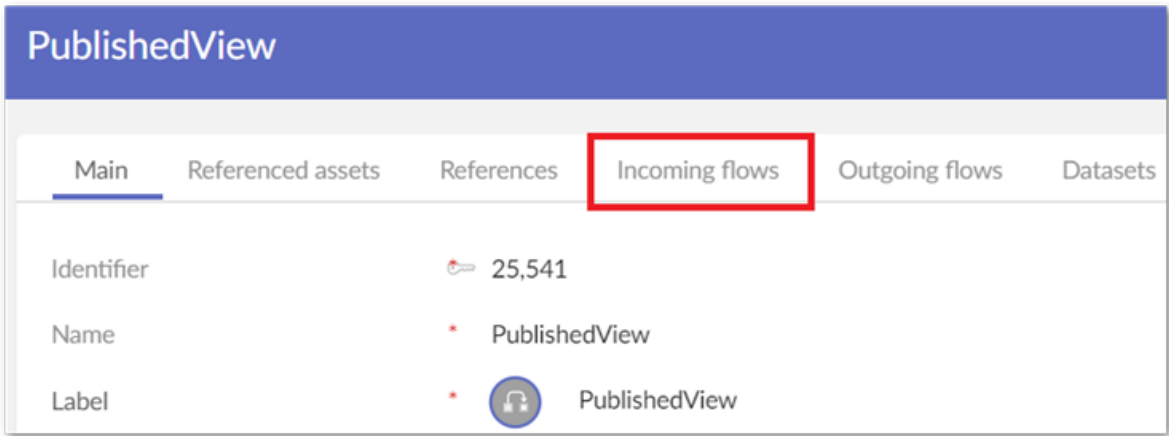 PublishedView
Main Referenced assets References Incoming flows Outgoing flows Datasets
Identifier 25,541
Name * PublishedView
Label * PublishedView